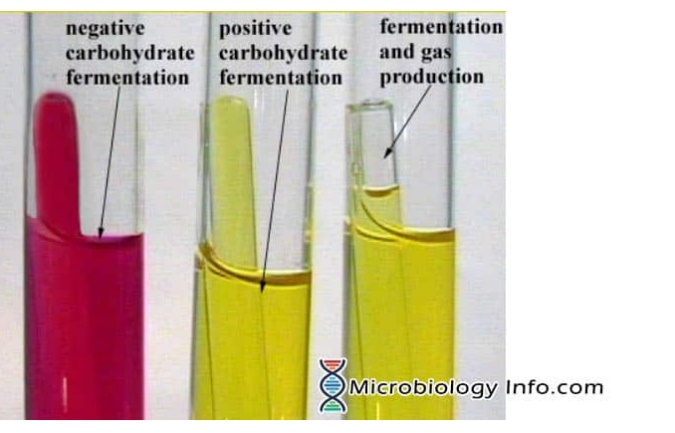 negative
carbohydrate
fermentation
positive
carbohydrate
fermentation
fermentation
and gas
production
Microbiology Info.com